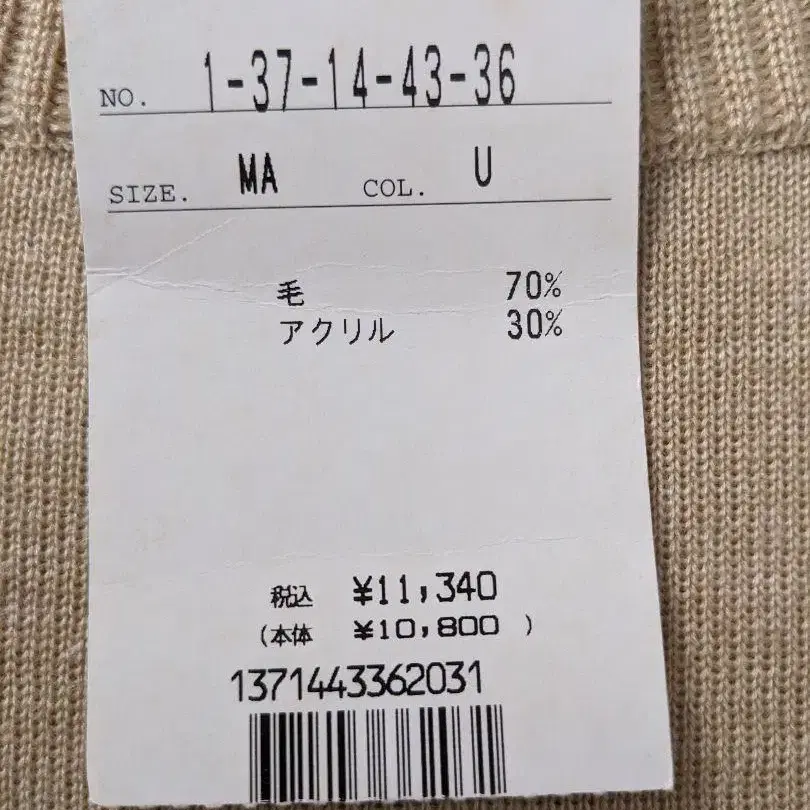 NO. 1-37-14-43-36
SIZE. MA COL. U
毛 70%
アクリル 30%
税込 ¥11,340
(本体 ¥10,800 )
1371443362031